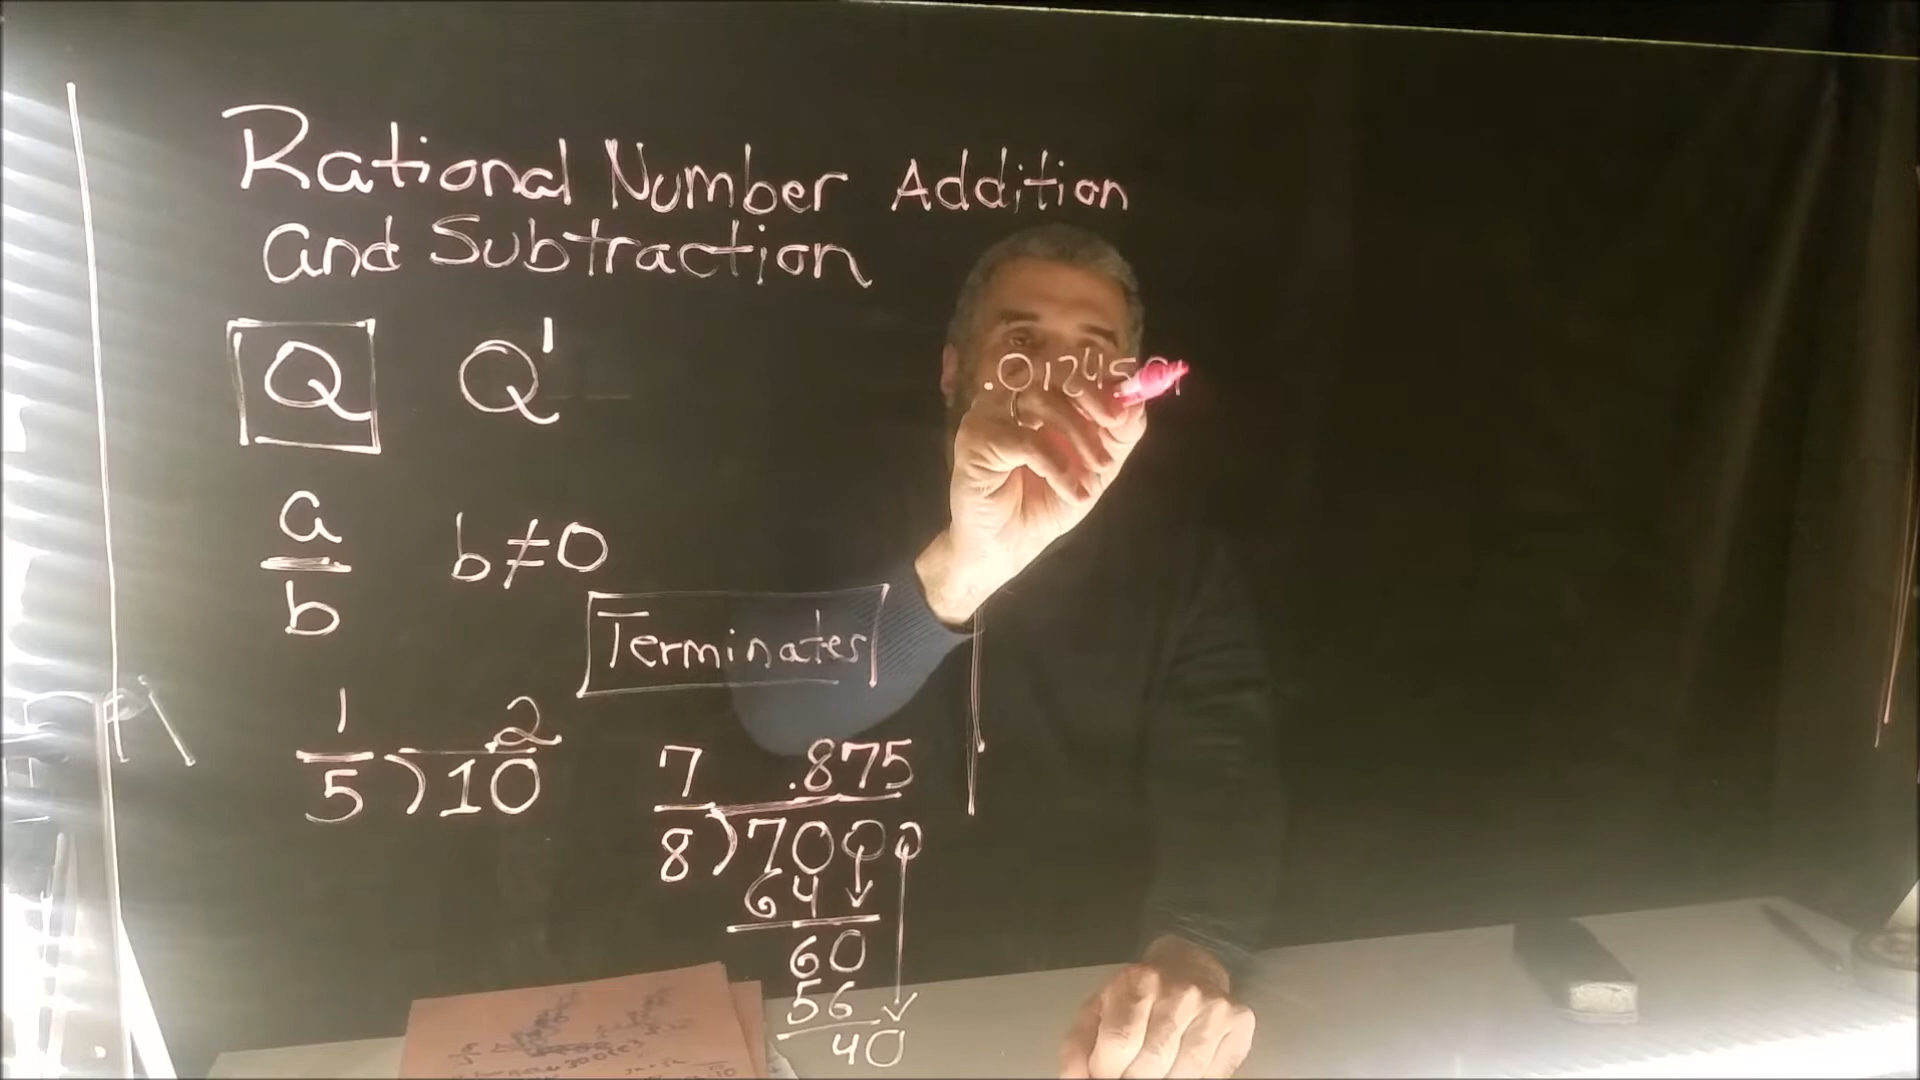 Rational Number Addition
and Subtraction
Q Q'
.01245
a
b
b≠0
Terminates
1
5)10
.2
7
8)7000
.875
64
60
56
40